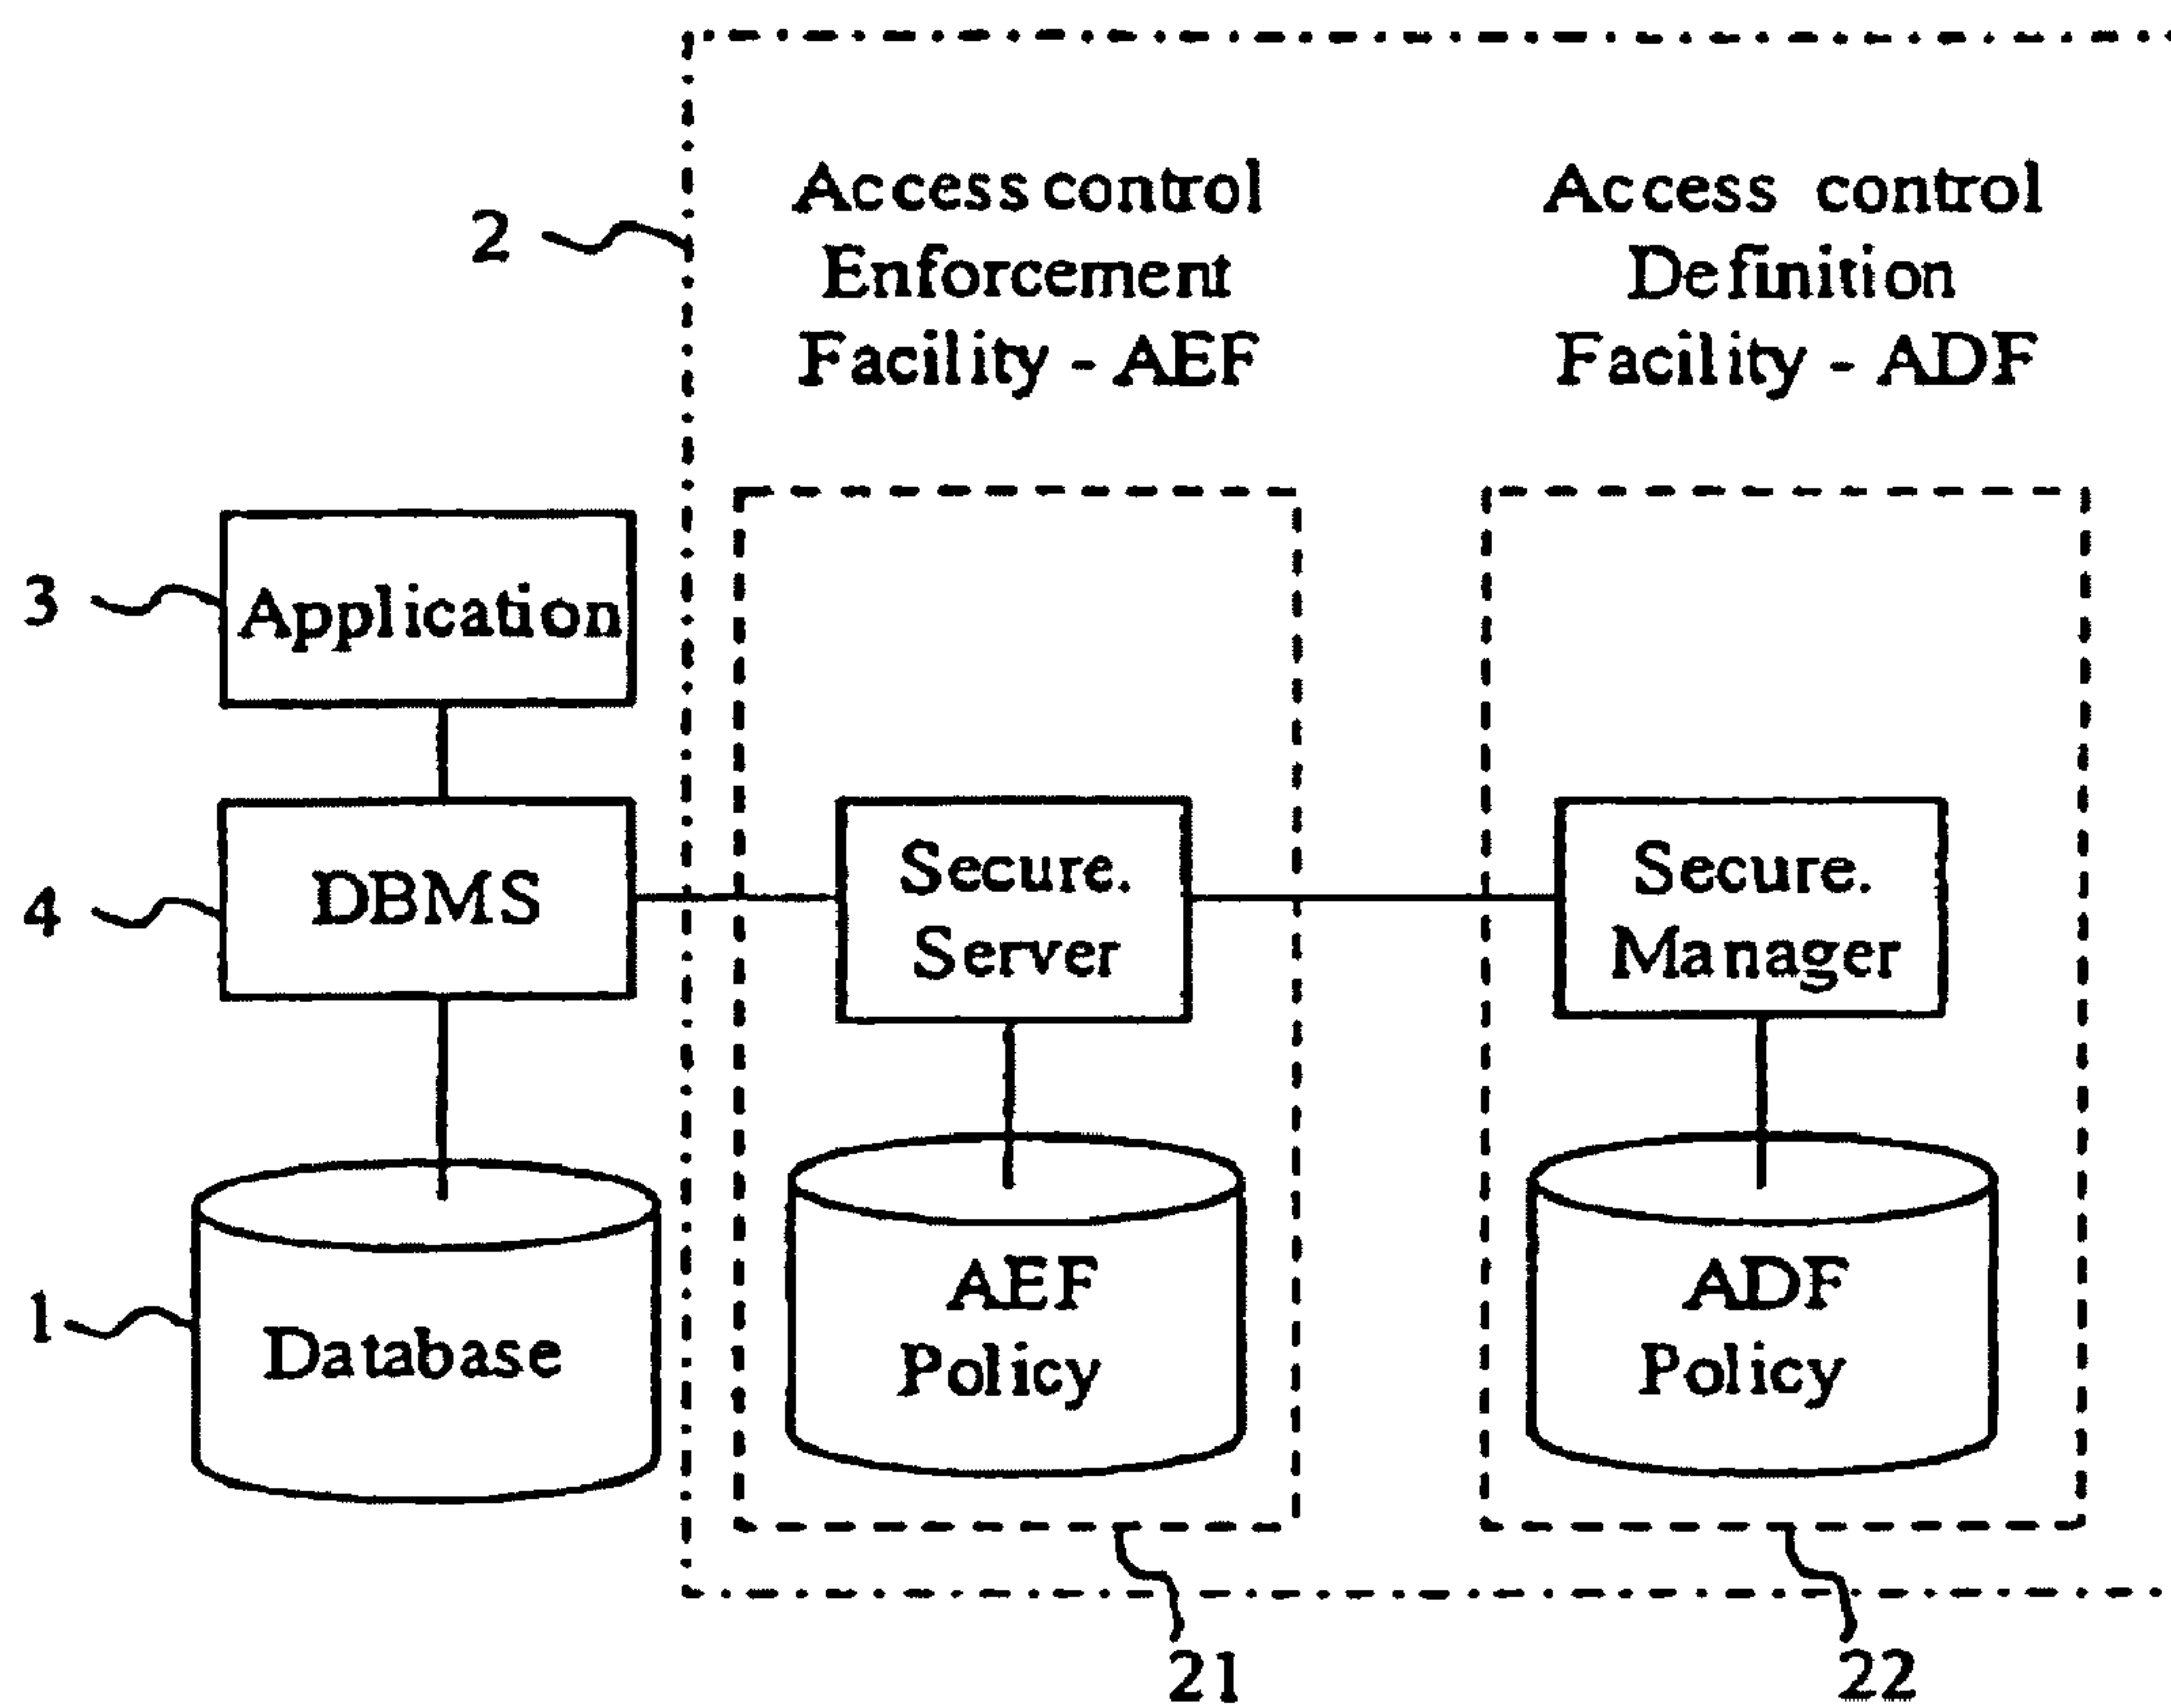 Access control
Enforcement
Facility - AEF
Access control
Definition
Facility - ADF
2
3
Application
4
DBMS
Secure.
Server
Secure.
Manager
1
Database
AEF
Policy
ADF
Policy
21
22